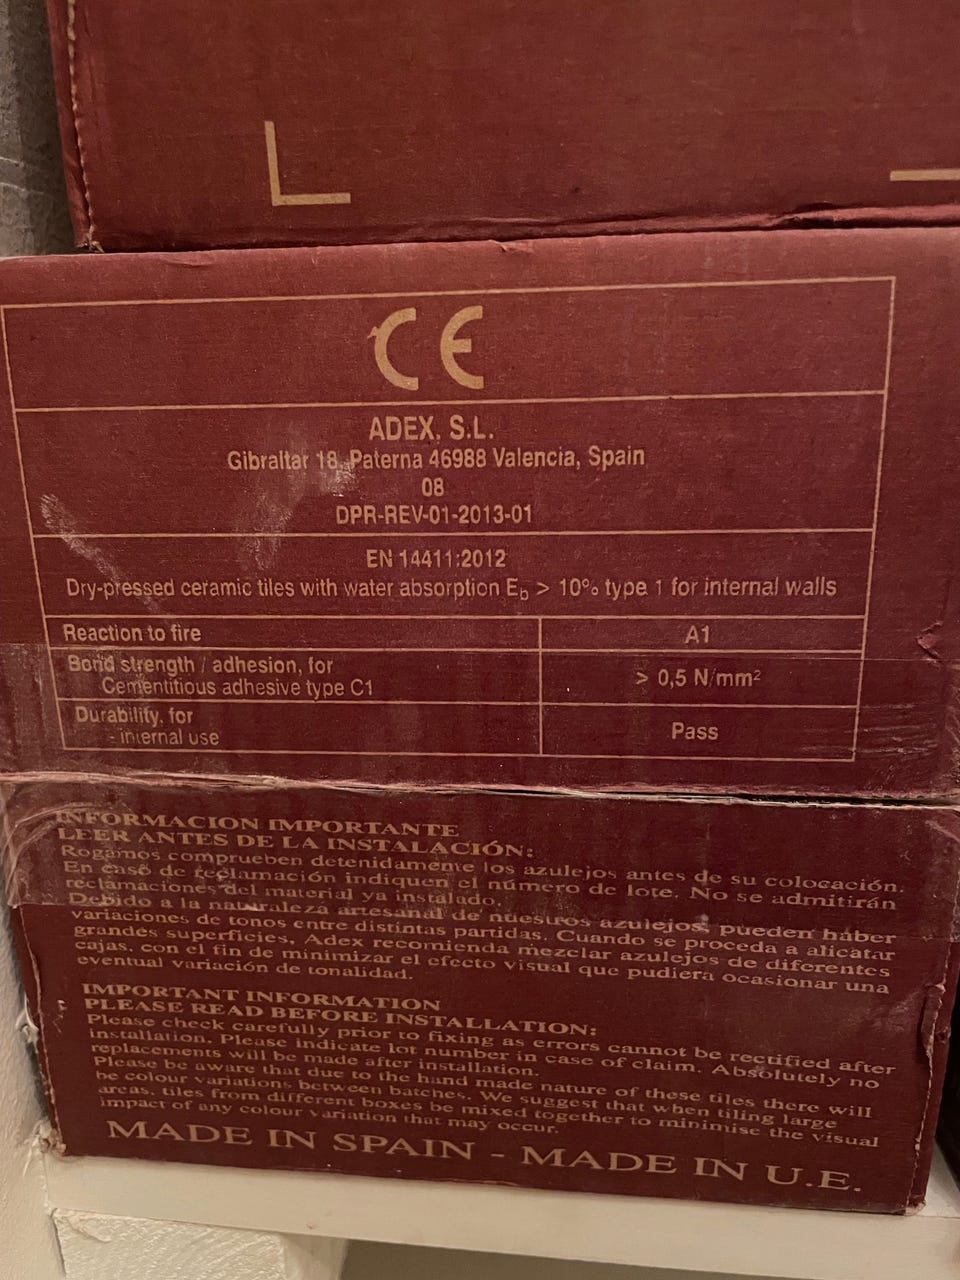 CE
ADEX, S.L.
Gibraltar 18, Paterna 46988 Valencia, Spain
08
DPR-REV-01-2013-01
EN 14411:2012
Dry-pressed ceramic tiles with water absorption Eb > 10% type 1 for internal walls
Reaction to fire A1
Bond strength / adhesion, for
Cementitious adhesive type C1 > 0,5 N/mm²
Durability, for
- internal use Pass
INFORMACION IMPORTANTE
LEER ANTES DE LA INSTALACIÓN:
Rogamos comprueben detenidamente los azulejos antes de su colocación.
En caso de reclamación indiquen el número de lote. No se admitirán
reclamaciones del material ya instalado.
Debido a la naturaleza artesanal de nuestros azulejos, pueden haber
variaciones de tonos entre distintas partidas. Cuando se proceda a alicatar
grandes superficies, Adex recomienda mezclar azulejos de diferentes
cajas, con el fin de minimizar el efecto visual que pudiera ocasionar una
eventual variación de tonalidad.
IMPORTANT INFORMATION
PLEASE READ BEFORE INSTALLATION:
Please check carefully prior to fixing as errors cannot be rectified after
installation. Please indicate lot number in case of claim. Absolutely no
replacements will be made after installation.
Please be aware that due to the hand made nature of these tiles there will
be colour variations between batches. We suggest that when tiling large
areas, tiles from different boxes be mixed together to minimise the visual
impact of any colour variation that may occur.
MADE IN SPAIN - MADE IN U.E.